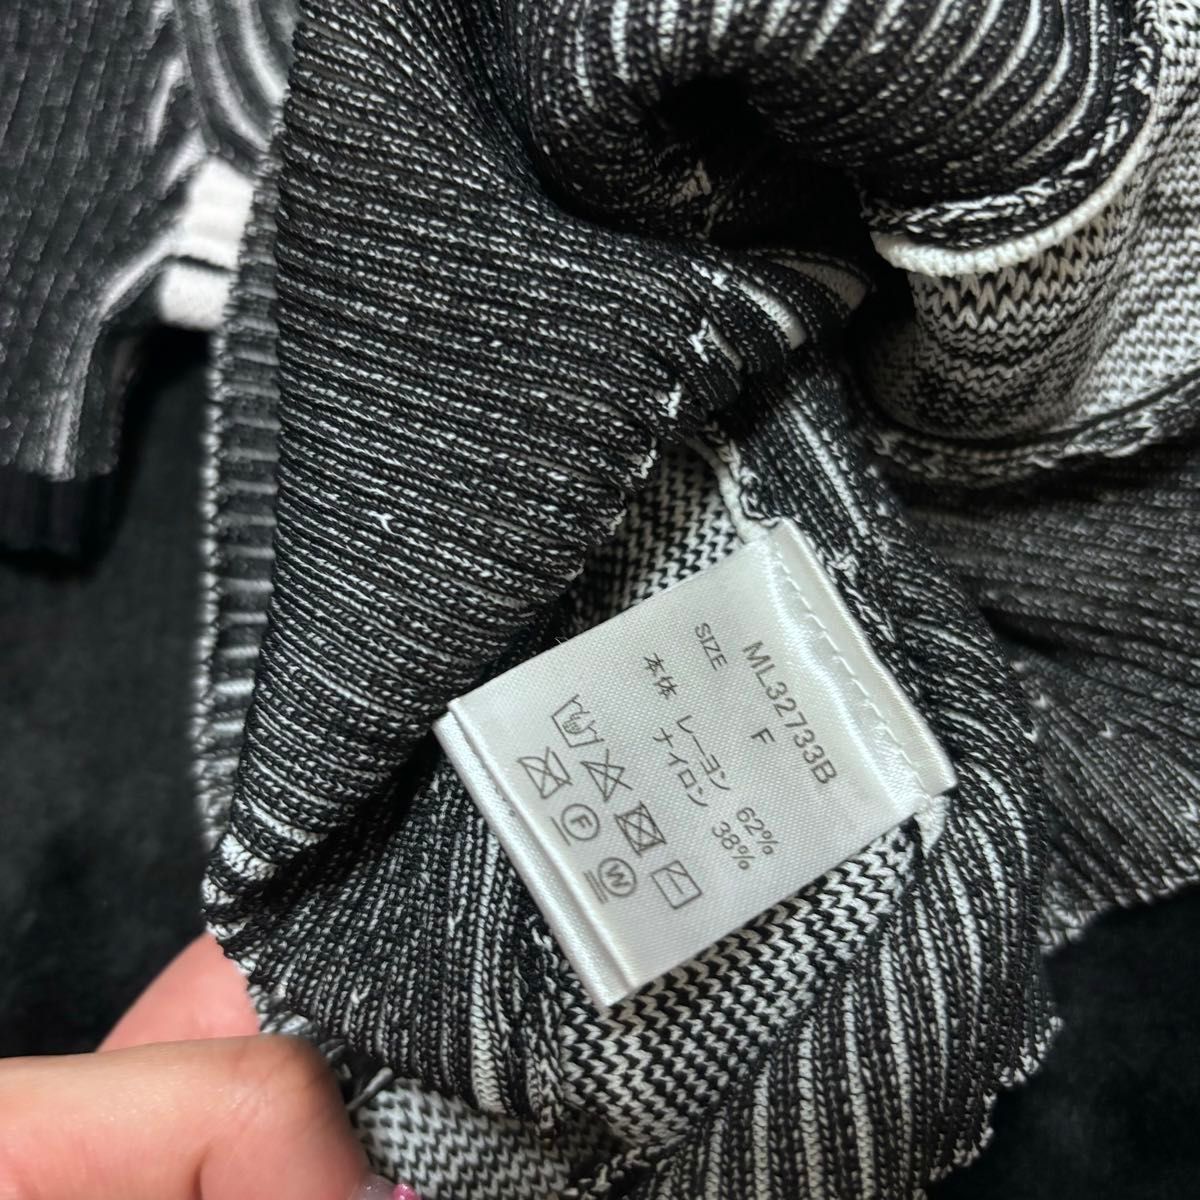 ML32733B
SIZE F
本体 レーヨン 62%
ナイロン 38%
F
W